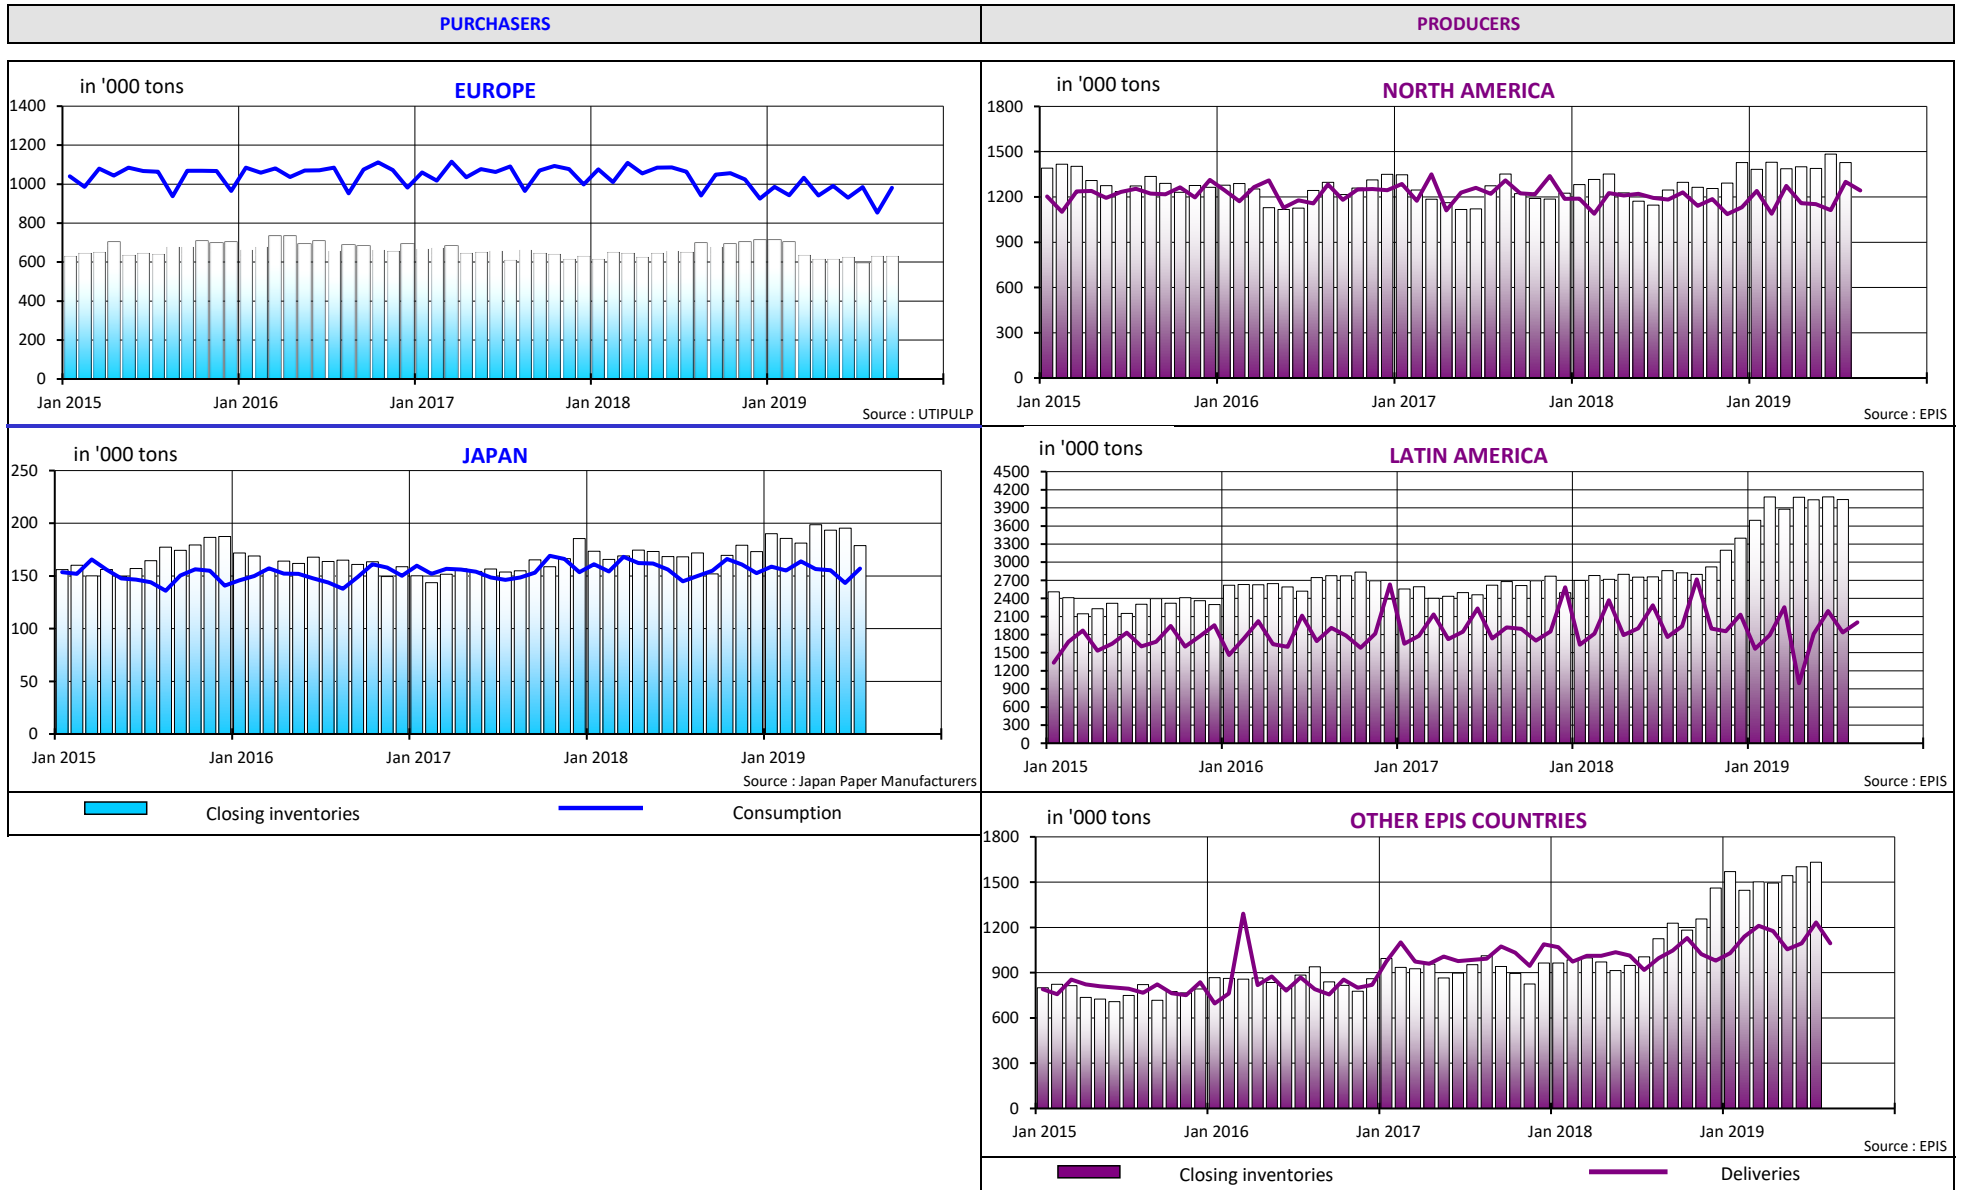 PURCHASERS
PRODUCERS
in '000 tons
EUROPE
1400
1200
1000
800
600
400
200
0
Jan 2015
Jan 2016
Jan 2017
Jan 2018
Jan 2019
Source : UTIPULP
in '000 tons
NORTH AMERICA
1800
1500
1200
900
600
300
0
Jan 2015
Jan 2016
Jan 2017
Jan 2018
Jan 2019
Source : EPIS
in '000 tons
JAPAN
250
200
150
100
50
0
Jan 2015
Jan 2016
Jan 2017
Jan 2018
Jan 2019
Source : Japan Paper Manufacturers
Closing inventories
Consumption
in '000 tons
LATIN AMERICA
4500
4200
3900
3600
3300
3000
2700
2400
2100
1800
1500
1200
900
600
300
0
Jan 2015
Jan 2016
Jan 2017
Jan 2018
Jan 2019
Source : EPIS
in '000 tons
OTHER EPIS COUNTRIES
1800
1500
1200
900
600
300
0
Jan 2015
Jan 2016
Jan 2017
Jan 2018
Jan 2019
Source : EPIS
Closing inventories
Deliveries